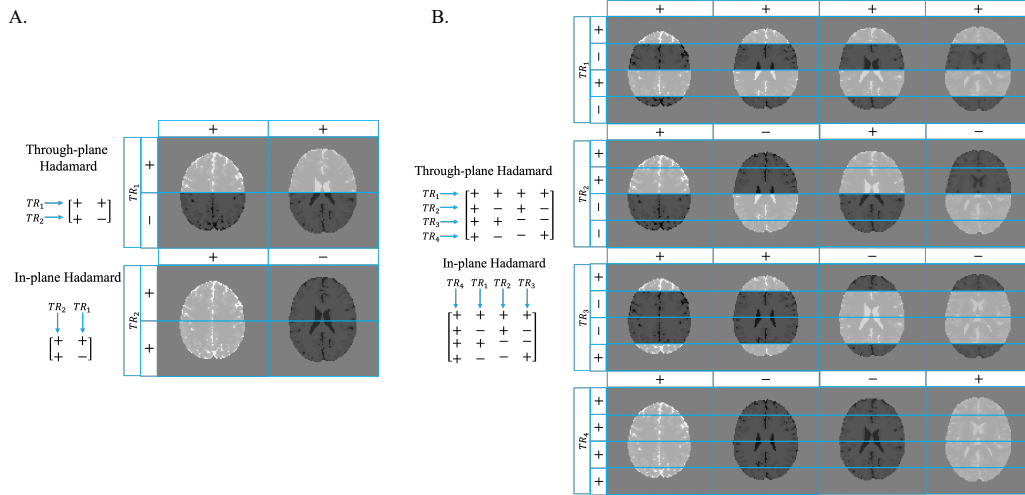 A.
Through-plane
Hadamard
TR₁ [+ +]
TR₂ [+ −]
In-plane Hadamard
TR₂ TR₁
[+ +]
[+ −]
+ +
TR₁
+
−
+ −
TR₂
+
+
B.
Through-plane Hadamard
TR₁ [+ + + +]
TR₂ [+ − + −]
TR₃ [+ + − −]
TR₄ [+ − − +]
In-plane Hadamard
TR₄ TR₁ TR₂ TR₃
[+ + + +]
[+ − + −]
[+ + − −]
[+ − − +]
+ + + +
TR₁
+
−
+
−
+ − + −
TR₂
+
+
−
−
+ + − −
TR₃
+
−
−
+
+ − − +
TR₄
+
+
+
+